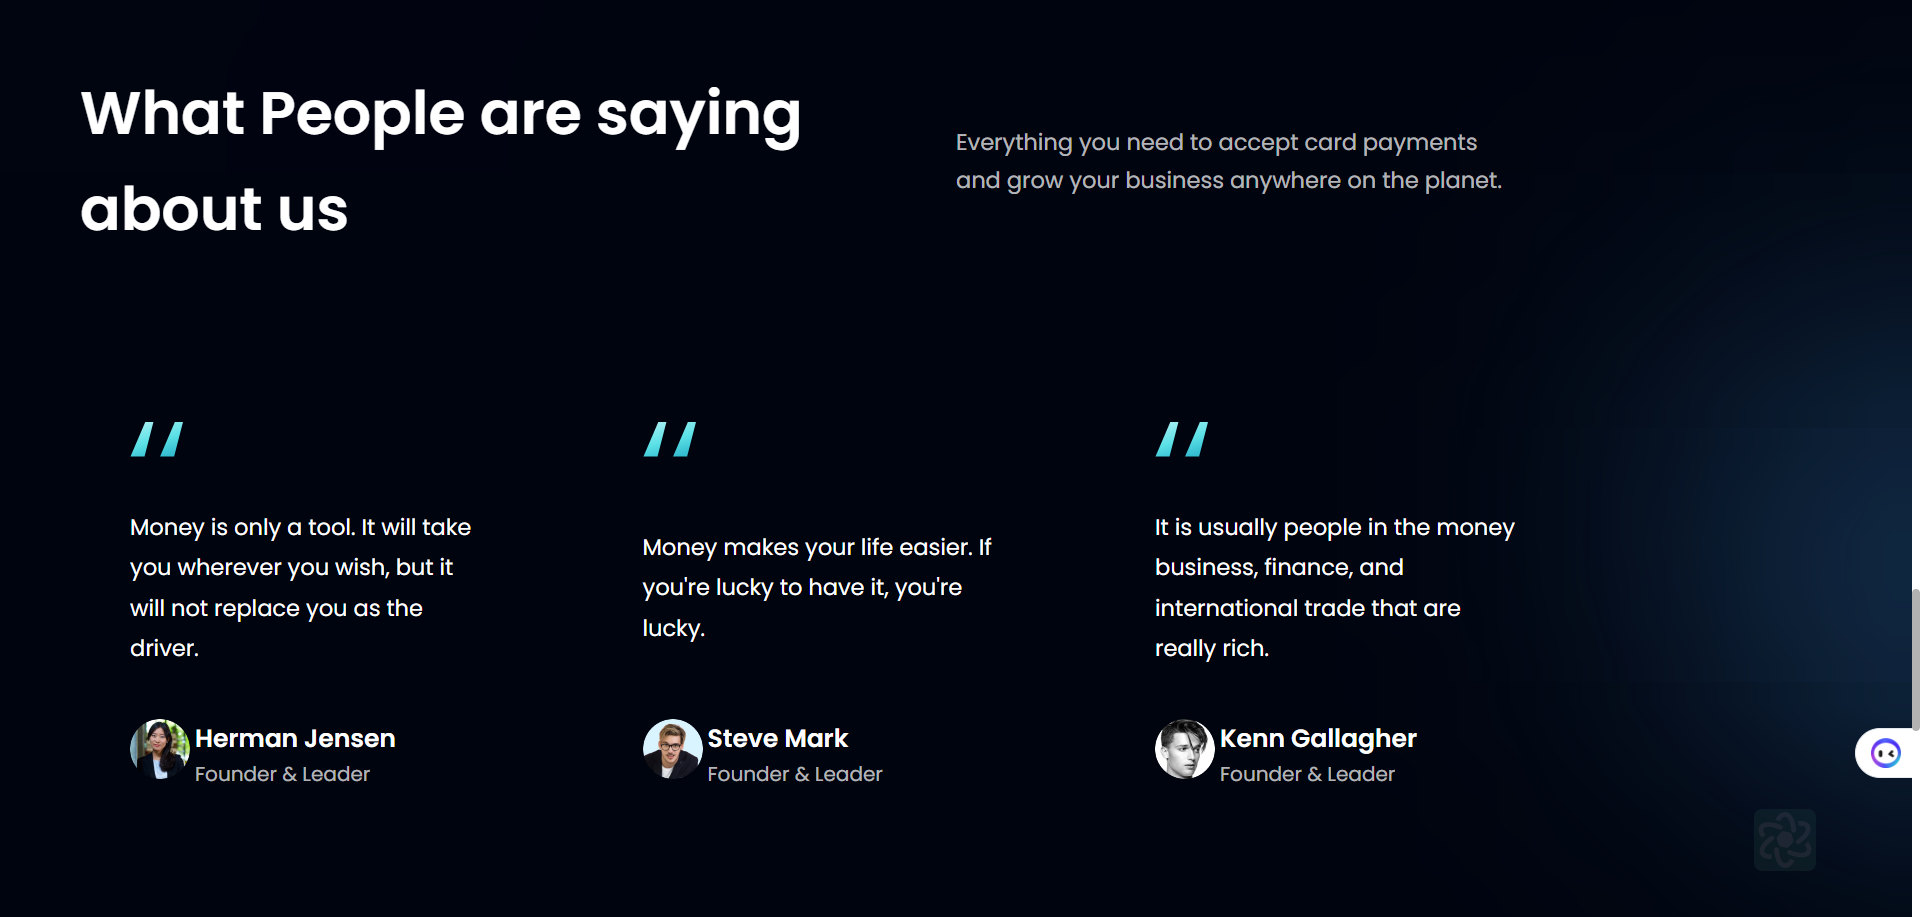 What People are saying
about us
Everything you need to accept card payments
and grow your business anywhere on the planet.
Money is only a tool. It will take
you wherever you wish, but it
will not replace you as the
driver.
Herman Jensen
Founder & Leader
Money makes your life easier. If
you're lucky to have it, you're
lucky.
Steve Mark
Founder & Leader
It is usually people in the money
business, finance, and
international trade that are
really rich.
Kenn Gallagher
Founder & Leader